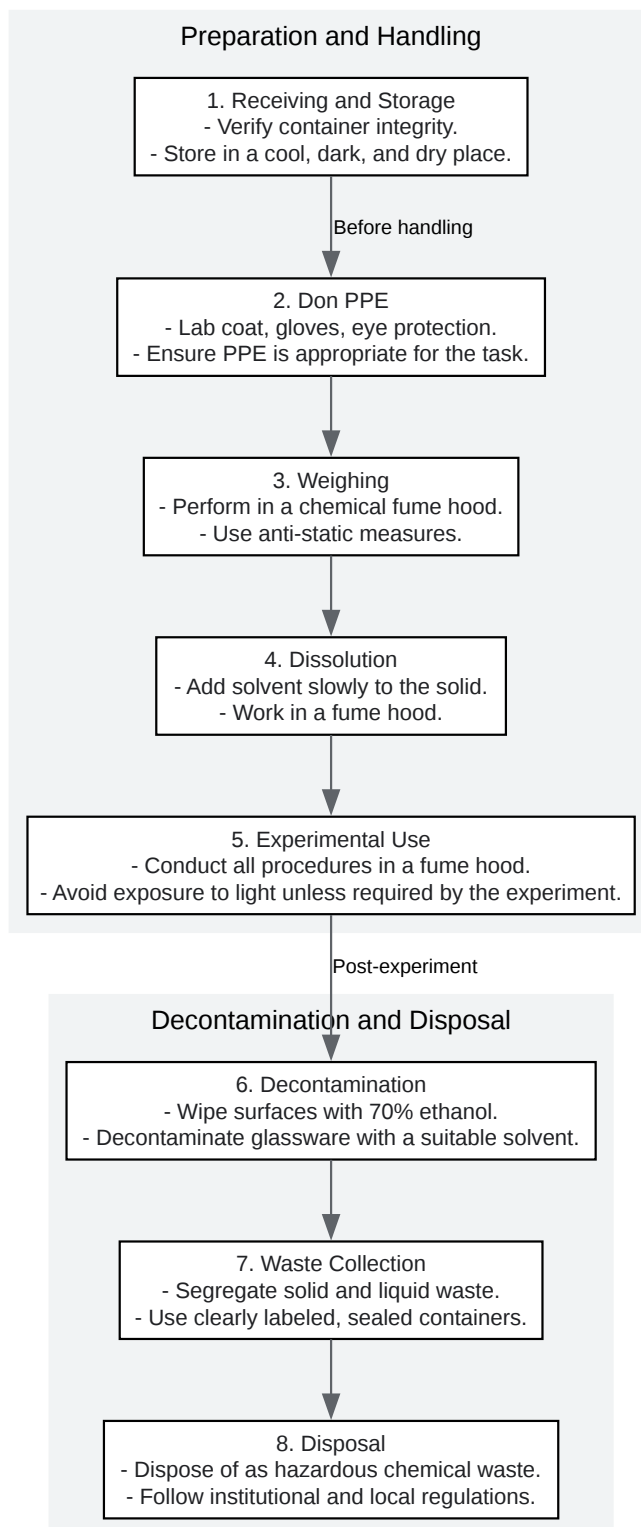 Preparation and Handling
1. Receiving and Storage
- Verify container integrity.
- Store in a cool, dark, and dry place.
Before handling
2. Don PPE
- Lab coat, gloves, eye protection.
- Ensure PPE is appropriate for the task.
3. Weighing
- Perform in a chemical fume hood.
- Use anti-static measures.
4. Dissolution
- Add solvent slowly to the solid.
- Work in a fume hood.
5. Experimental Use
- Conduct all procedures in a fume hood.
- Avoid exposure to light unless required by the experiment.
Post-experiment
Decontamination and Disposal
6. Decontamination
- Wipe surfaces with 70% ethanol.
- Decontaminate glassware with a suitable solvent.
7. Waste Collection
- Segregate solid and liquid waste.
- Use clearly labeled, sealed containers.
8. Disposal
- Dispose of as hazardous chemical waste.
- Follow institutional and local regulations.